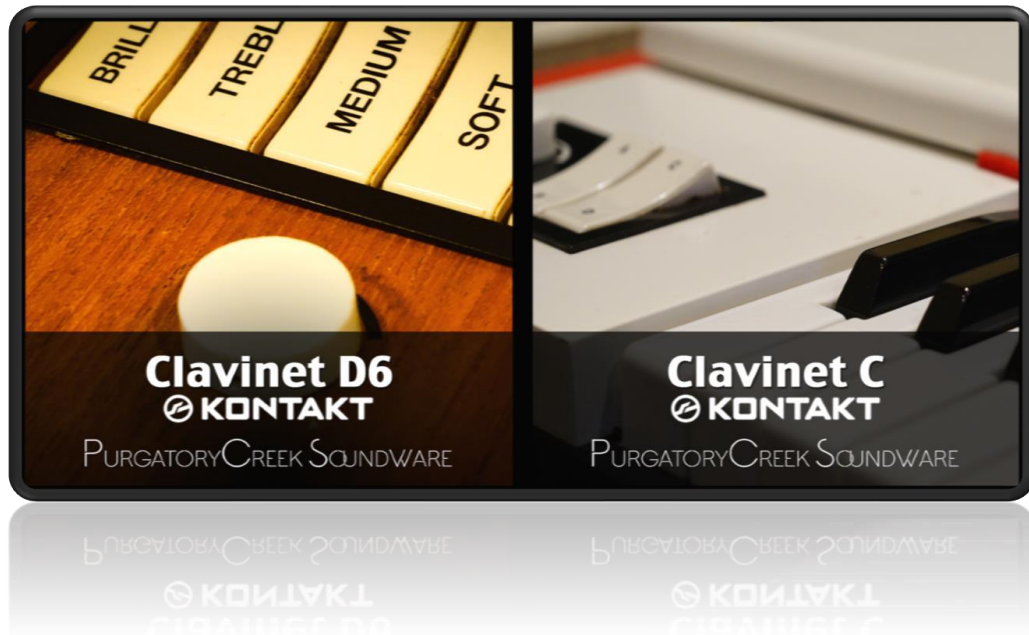 BRILL
TREBL
MEDIUM
SOFT
Clavinet D6
KONTAKT
PURGATORYCREEK SOUNDWARE
Clavinet C
KONTAKT
PURGATORYCREEK SOUNDWARE